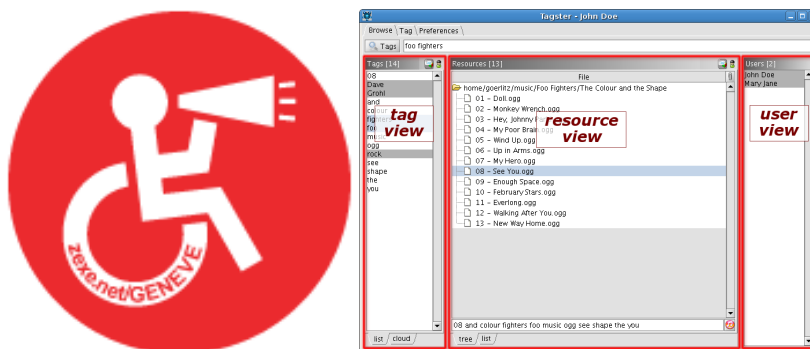 zexe.net/GENEVE
Tagster - John Doe
Browse Tag Preferences
Tags foo fighters
Tags [14]
08
Dave
Grohl
and
fighters
ogg
rock
see
shape
the
you
list cloud
tag
view
Resources [13]
File
home/goerlitz/music/Foo Fighters/The Colour and the Shape
01 - Doll.ogg
02 - Monkey Wrench.ogg
03 - Hey, Johnny
04 - My Poor Brain.ogg
05 - Wind Up.ogg
06 - Up in Arms.ogg
07 - My Hero.ogg
08 - See You.ogg
09 - Enough Space.ogg
10 - February Stars.ogg
11 - Everlong.ogg
12 - Walking After You.ogg
13 - New Way Home.ogg
resource
view
08 and colour fighters foo music ogg see shape the you
tree list
Users [2]
John Doe
Mary Jane
user
view